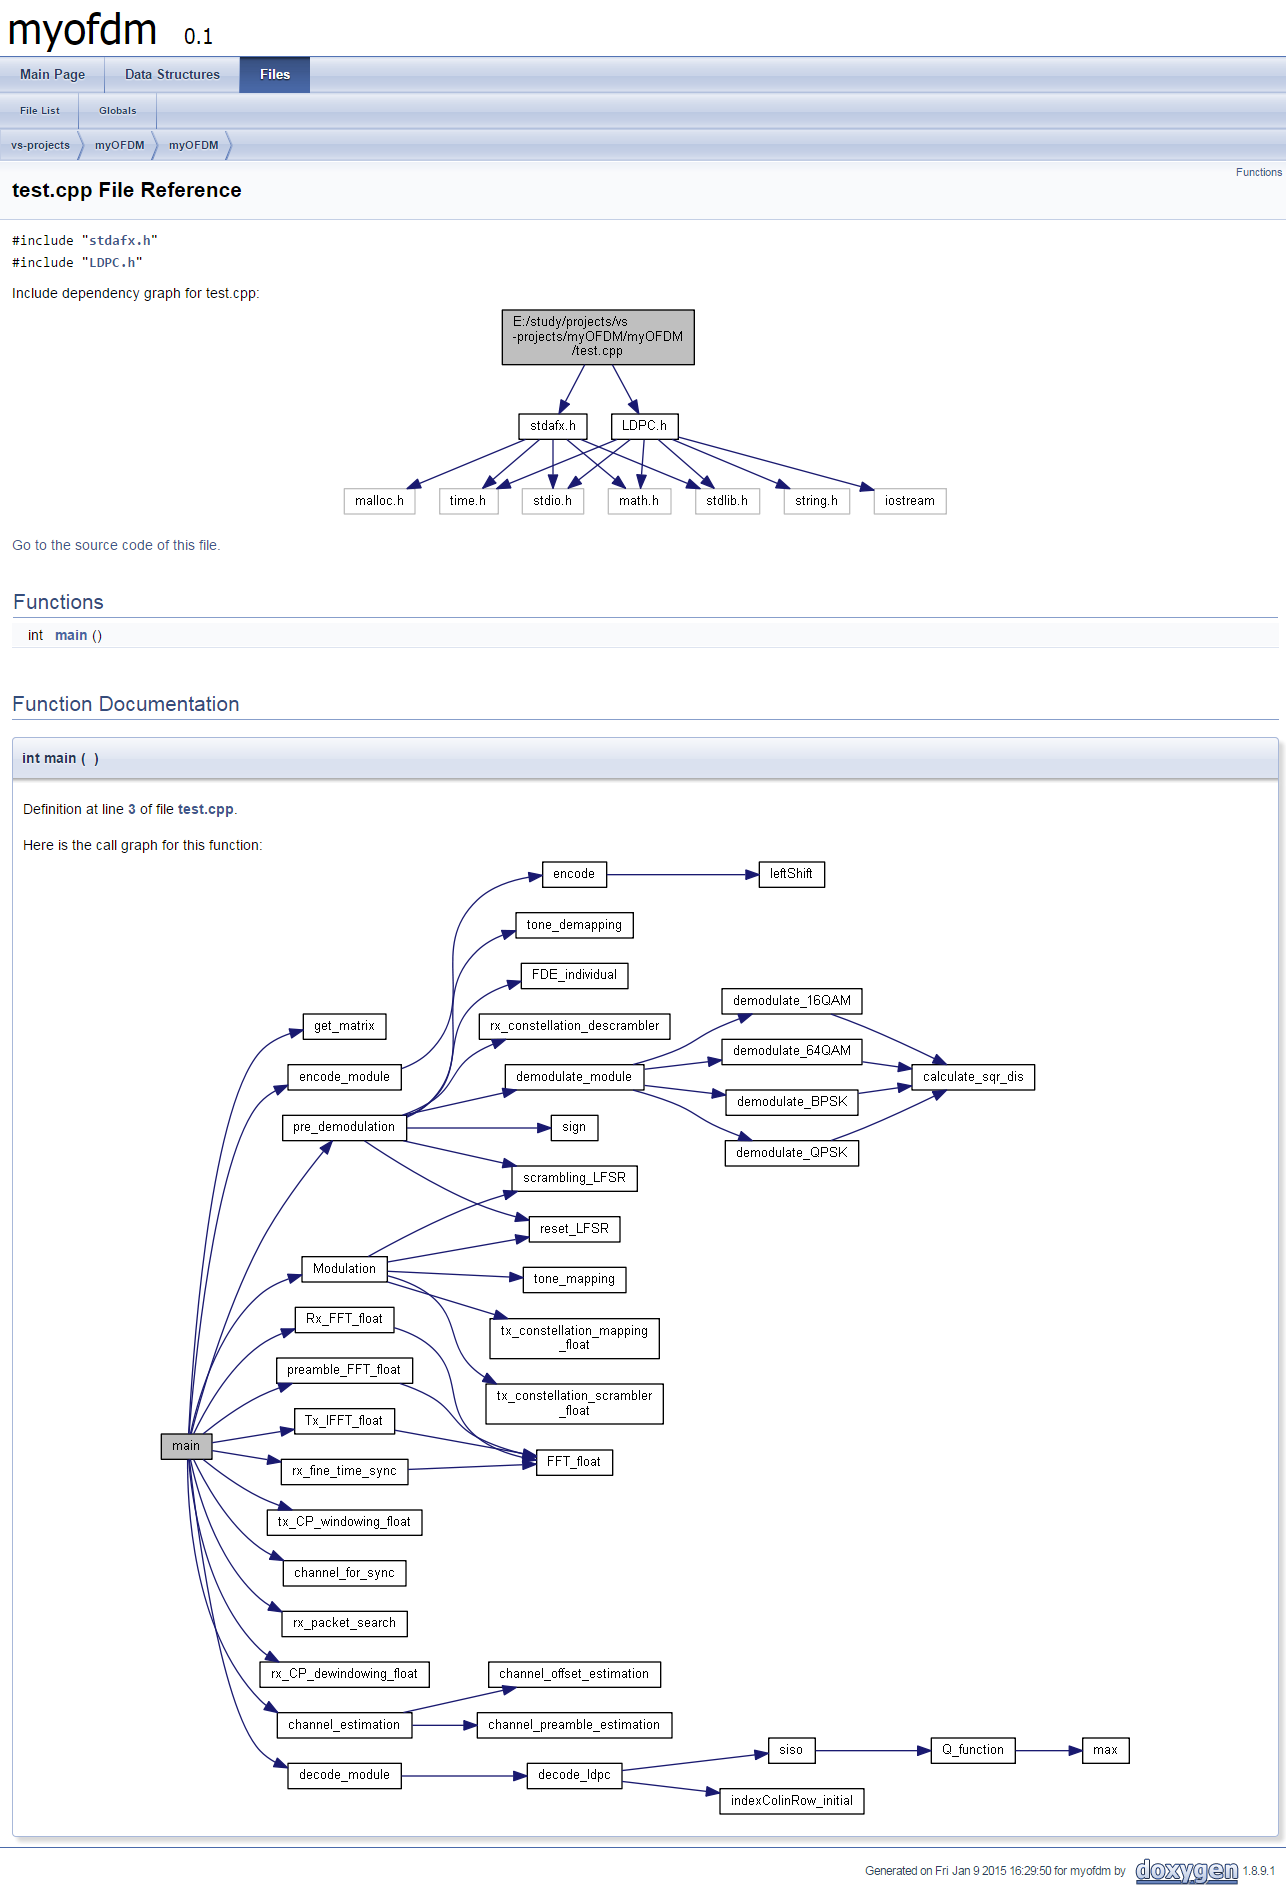 myofdm 0.1
Main Page Data Structures Files
File List Globals
vs-projects myOFDM myOFDM
Functions
test.cpp File Reference
#include "stdafx.h"
#include "LDPC.h"
Include dependency graph for test.cpp:
E:/study/projects/vs
-projects/myOFDM/myOFDM
/test.cpp
stdafx.h LDPC.h
malloc.h time.h stdio.h math.h stdlib.h string.h iostream
Go to the source code of this file.
Functions
int main ()
Function Documentation
int main ( )
Definition at line 3 of file test.cpp.
Here is the call graph for this function:
encode leftShift
tone_demapping
FDE_individual
demodulate_16QAM
get_matrix rx_constellation_descrambler
demodulate_64QAM
encode_module demodulate_module calculate_sqr_dis
demodulate_BPSK
pre_demodulation sign
demodulate_QPSK
scrambling_LFSR
reset_LFSR
Modulation
tone_mapping
Rx_FFT_float
tx_constellation_mapping
_float
preamble_FFT_float
tx_constellation_scrambler
_float
Tx_IFFT_float
main
FFT_float
rx_fine_time_sync
tx_CP_windowing_float
channel_for_sync
rx_packet_search
rx_CP_dewindowing_float channel_offset_estimation
channel_estimation channel_preamble_estimation
siso Q_function max
decode_module decode_ldpc
indexColinRow_initial
Generated on Fri Jan 9 2015 16:29:50 for myofdm by doxygen 1.8.9.1